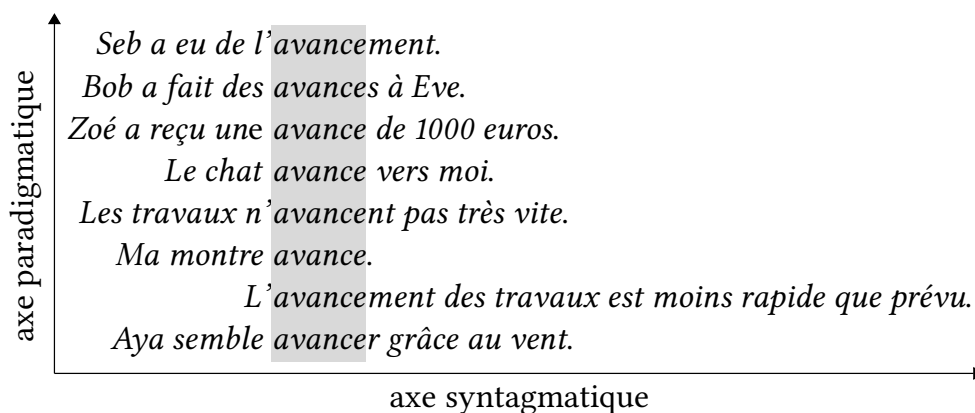 axe paradigmatique
Seb a eu de l'avancement.
Bob a fait des avances à Eve.
Zoé a reçu une avance de 1000 euros.
Le chat avance vers moi.
Les travaux n'avancent pas très vite.
Ma montre avance.
L'avancement des travaux est moins rapide que prévu.
Aya semble avancer grâce au vent.
axe syntagmatique